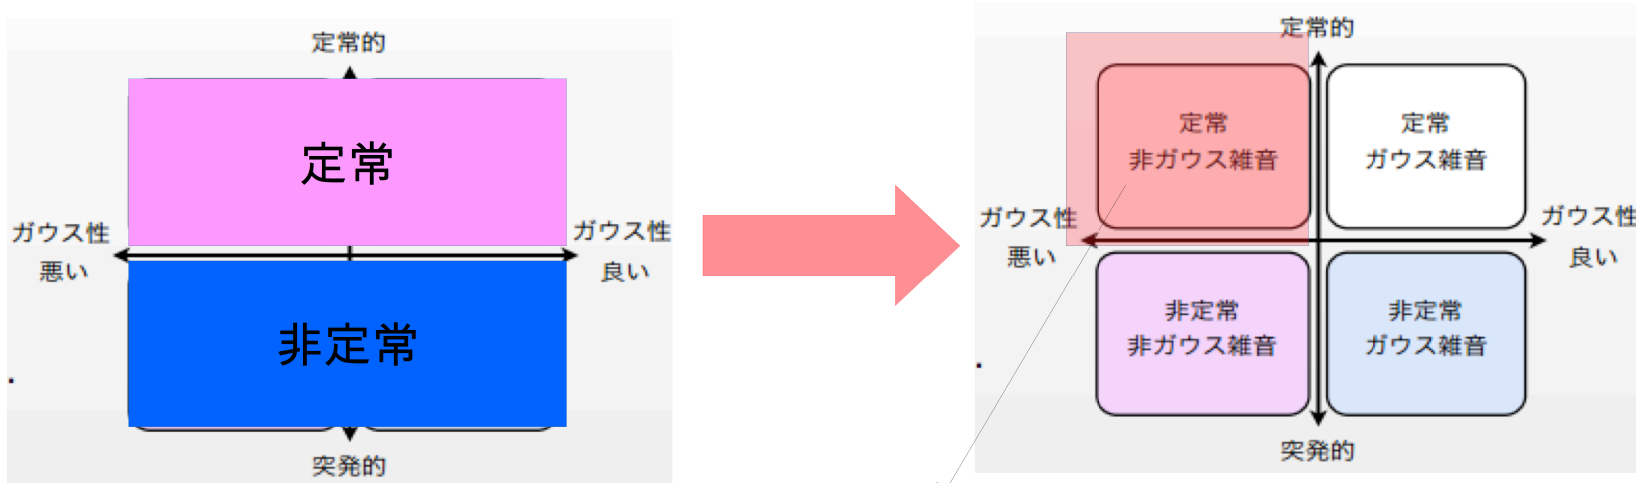 定常的
定常
ガウス性
悪い
ガウス性
良い
非定常
突発的
定常的
定常
非ガウス雑音
定常
ガウス雑音
ガウス性
悪い
ガウス性
良い
非定常
非ガウス雑音
非定常
ガウス雑音
突発的